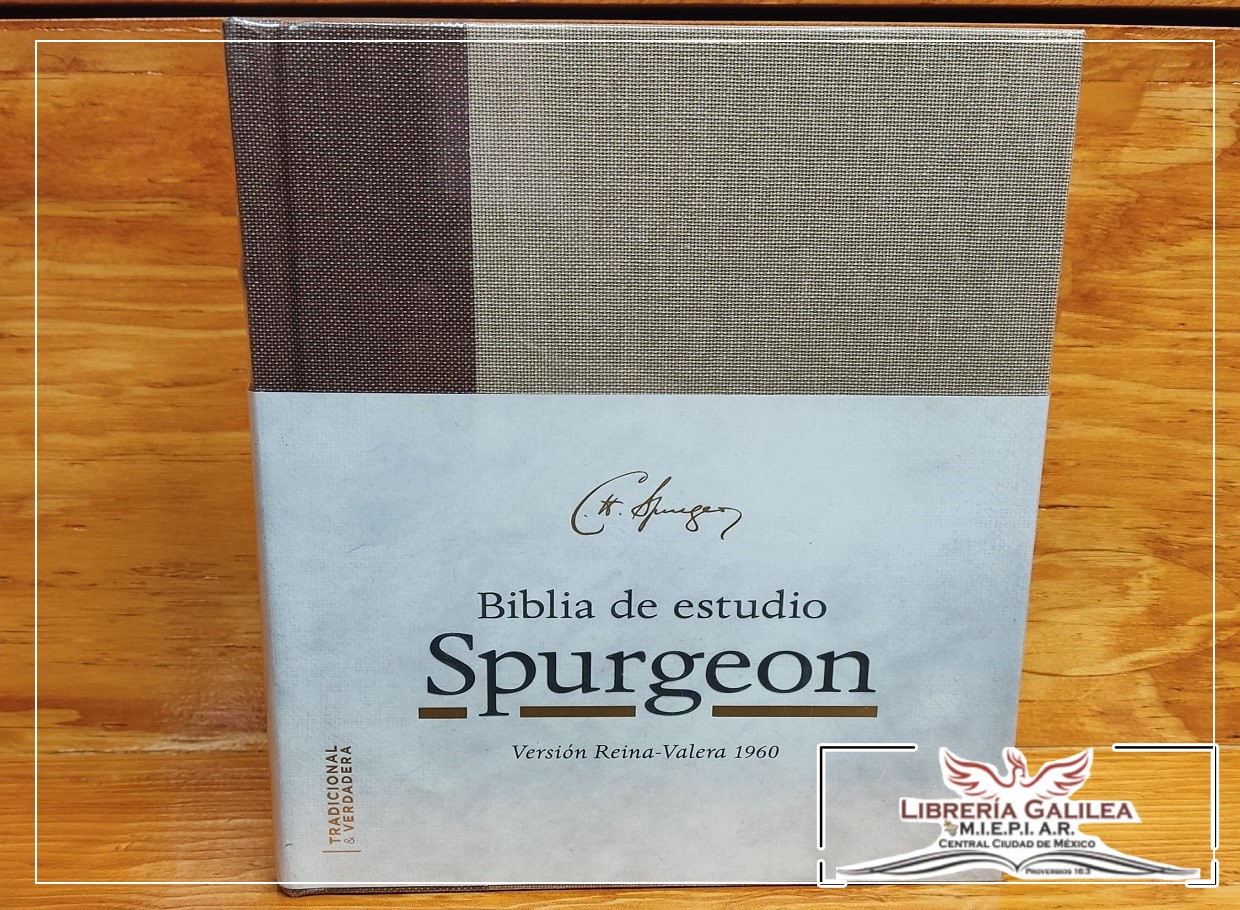 C.H. Spurgeon
Biblia de estudio
Spurgeon
Versión Reina-Valera 1960
TRADICIONAL
& VERDADERA
LIBRERÍA GALILEA
M.I.E.P.I. A.R.
CENTRAL CIUDAD DE MÉXICO
PROVERBIOS 16:3